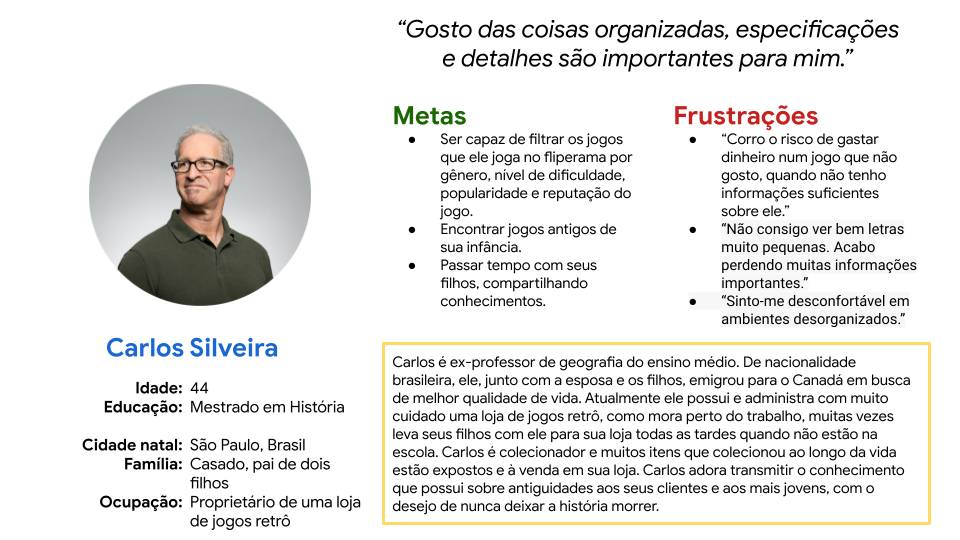 “Gosto das coisas organizadas, especificações
e detalhes são importantes para mim.”
Metas
● Ser capaz de filtrar os jogos
que ele joga no fliperama por
gênero, nível de dificuldade,
popularidade e reputação do
jogo.
● Encontrar jogos antigos de
sua infância.
● Passar tempo com seus
filhos, compartilhando
conhecimentos.
Frustrações
● “Corro o risco de gastar
dinheiro num jogo que não
gosto, quando não tenho
informações suficientes
sobre ele.”
● “Não consigo ver bem letras
muito pequenas. Acabo
perdendo muitas informações
importantes.”
● “Sinto-me desconfortável em
ambientes desorganizados.”
Carlos Silveira
Idade: 44
Educação: Mestrado em História
Cidade natal: São Paulo, Brasil
Família: Casado, pai de dois
filhos
Ocupação: Proprietário de uma loja
de jogos retrô
Carlos é ex-professor de geografia do ensino médio. De nacionalidade
brasileira, ele, junto com a esposa e os filhos, emigrou para o Canadá em busca
de melhor qualidade de vida. Atualmente ele possui e administra com muito
cuidado uma loja de jogos retrô, como mora perto do trabalho, muitas vezes
leva seus filhos com ele para sua loja todas as tardes quando não estão na
escola. Carlos é colecionador e muitos itens que colecionou ao longo da vida
estão expostos e à venda em sua loja. Carlos adora transmitir o conhecimento
que possui sobre antiguidades aos seus clientes e aos mais jovens, com o
desejo de nunca deixar a história morrer.